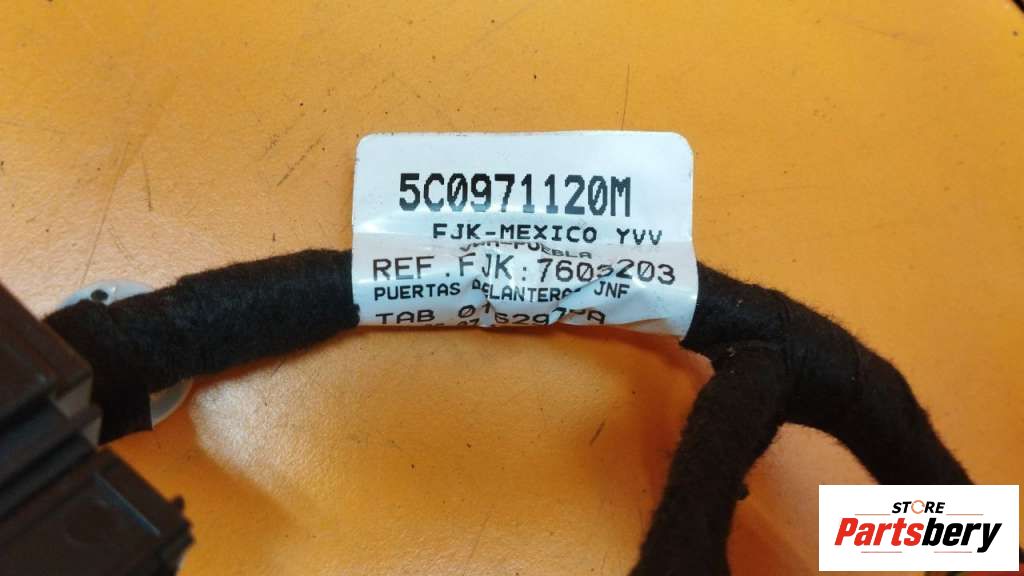 5C0971120M
FJK-MEXICO YVV
REF.FJK:7603203
PUERTAS DELANTERAS JNF
TAB
STORE
Partsbery